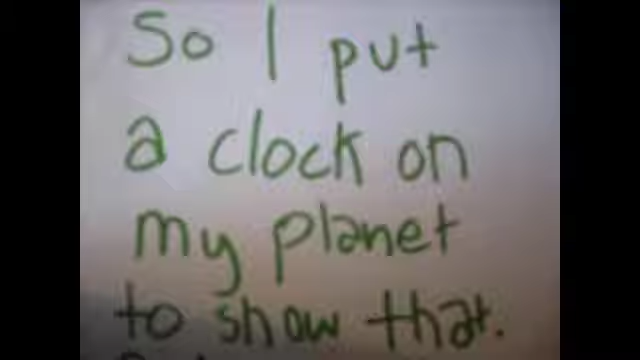 So I put
a clock on
my planet
to show that.